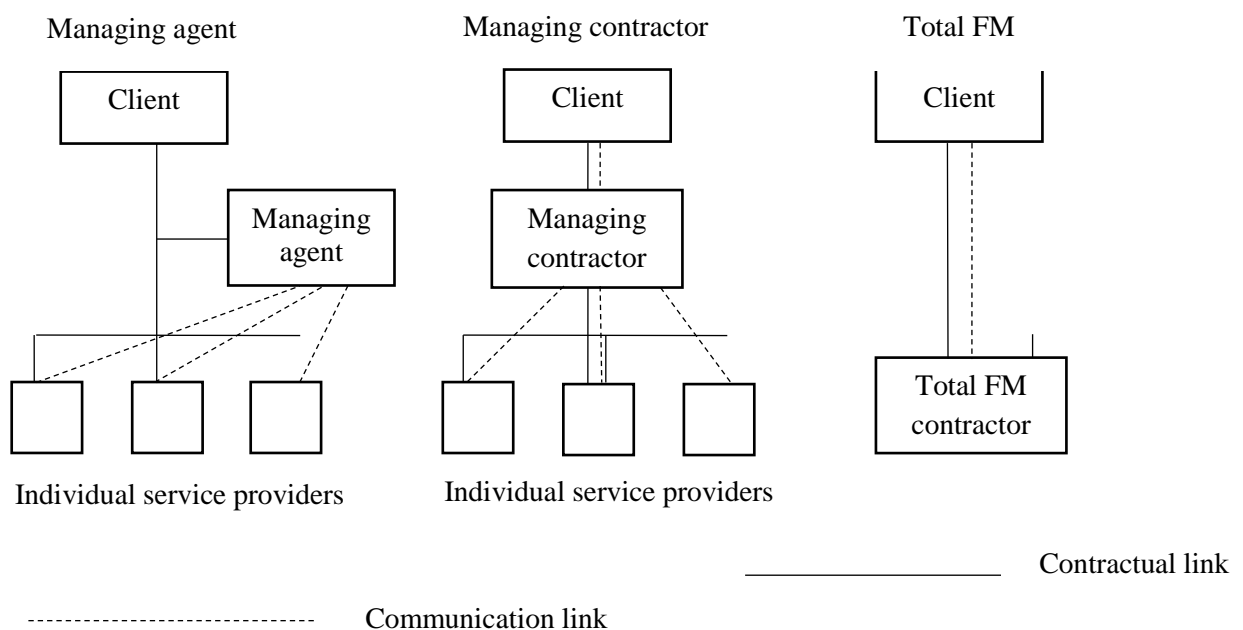 Managing agent
Managing contractor
Total FM
Client
Client
Client
Managing
agent
Managing
contractor
Total FM
contractor
Individual service providers
Individual service providers
Contractual link
Communication link